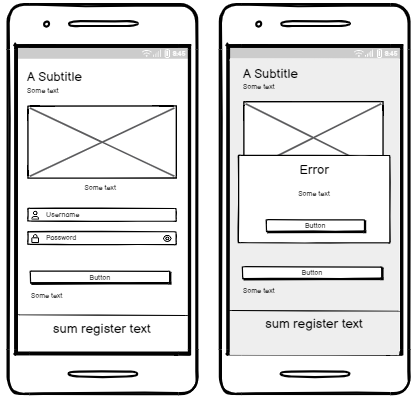 8:45
A Subtitle
Some text
Some text
Username
Password
Button
Some text
sum register text
8:45
A Subtitle
Some text
Error
Some text
Button
Button
Some text
sum register text